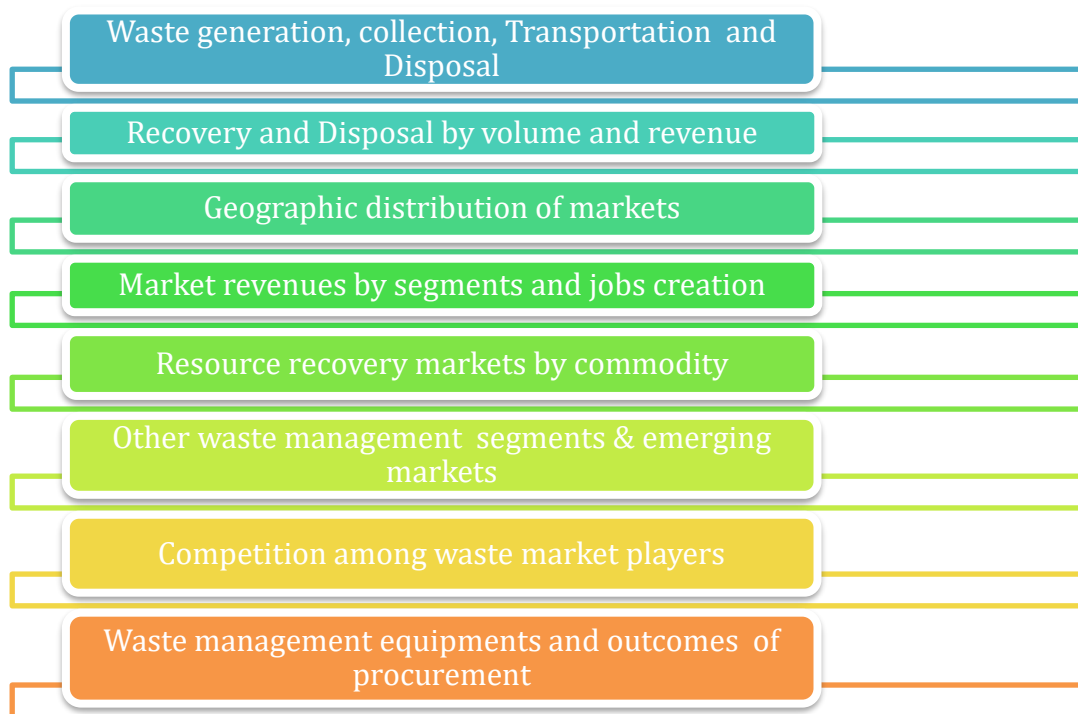 Waste generation, collection, Transportation  and
Disposal
Recovery and Disposal by volume and revenue
Geographic distribution of markets
Market revenues by segments and jobs creation
Resource recovery markets by commodity
Other waste management  segments & emerging
markets
Competition among waste market players
Waste management equipments and outcomes  of
procurement